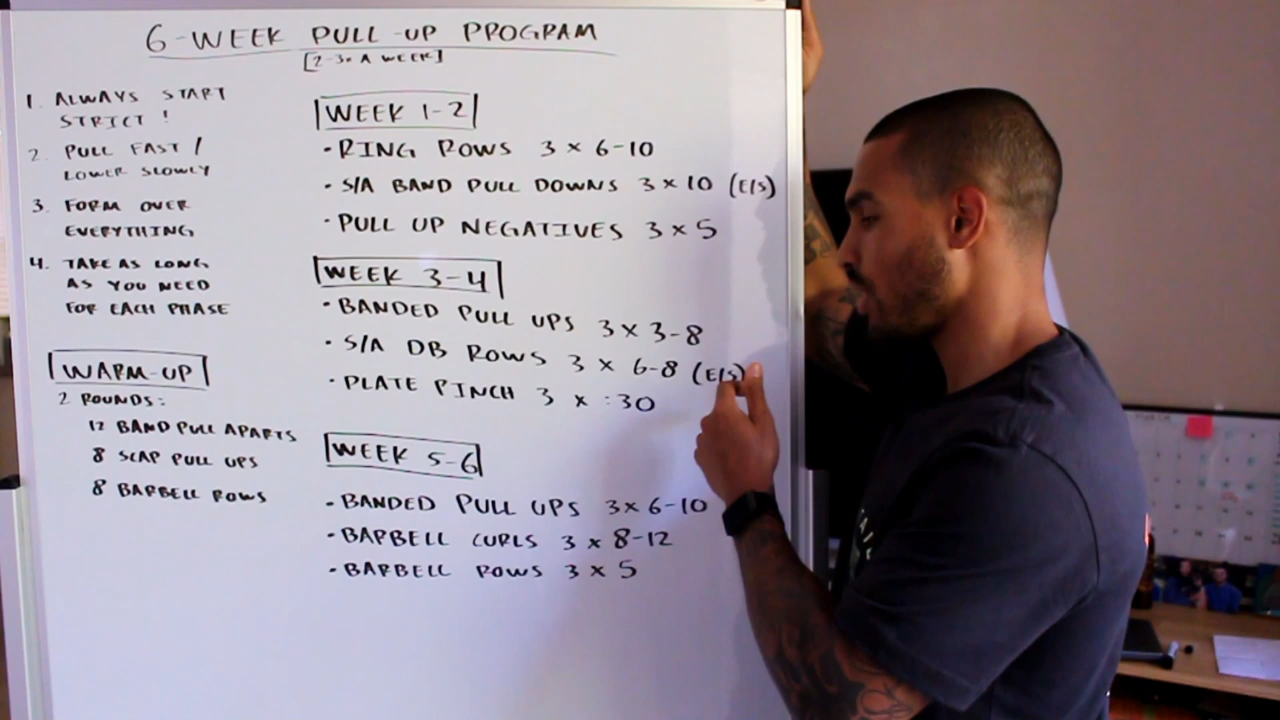 6-WEEK PULL-UP PROGRAM
[2-3x A WEEK]
1. ALWAYS START
STRICT!
2. PULL FAST /
LOWER SLOWLY
3. FORM OVER
EVERYTHING
4. TAKE AS LONG
AS YOU NEED
FOR EACH PHASE
WARM-UP
2 ROUNDS:
12 BAND PULL APARTS
8 SCAP PULL UPS
8 BARBELL ROWS
WEEK 1-2
• RING ROWS 3 x 6-10
• S/A BAND PULL DOWNS 3 x 10 (E/S)
• PULL UP NEGATIVES 3 x 5
WEEK 3-4
• BANDED PULL UPS 3 x 3-8
• S/A DB ROWS 3 x 6-8 (E/S)
• PLATE PINCH 3 x :30
WEEK 5-6
• BANDED PULL UPS 3 x 6-10
• BARBELL CURLS 3 x 8-12
• BARBELL ROWS 3 x 5